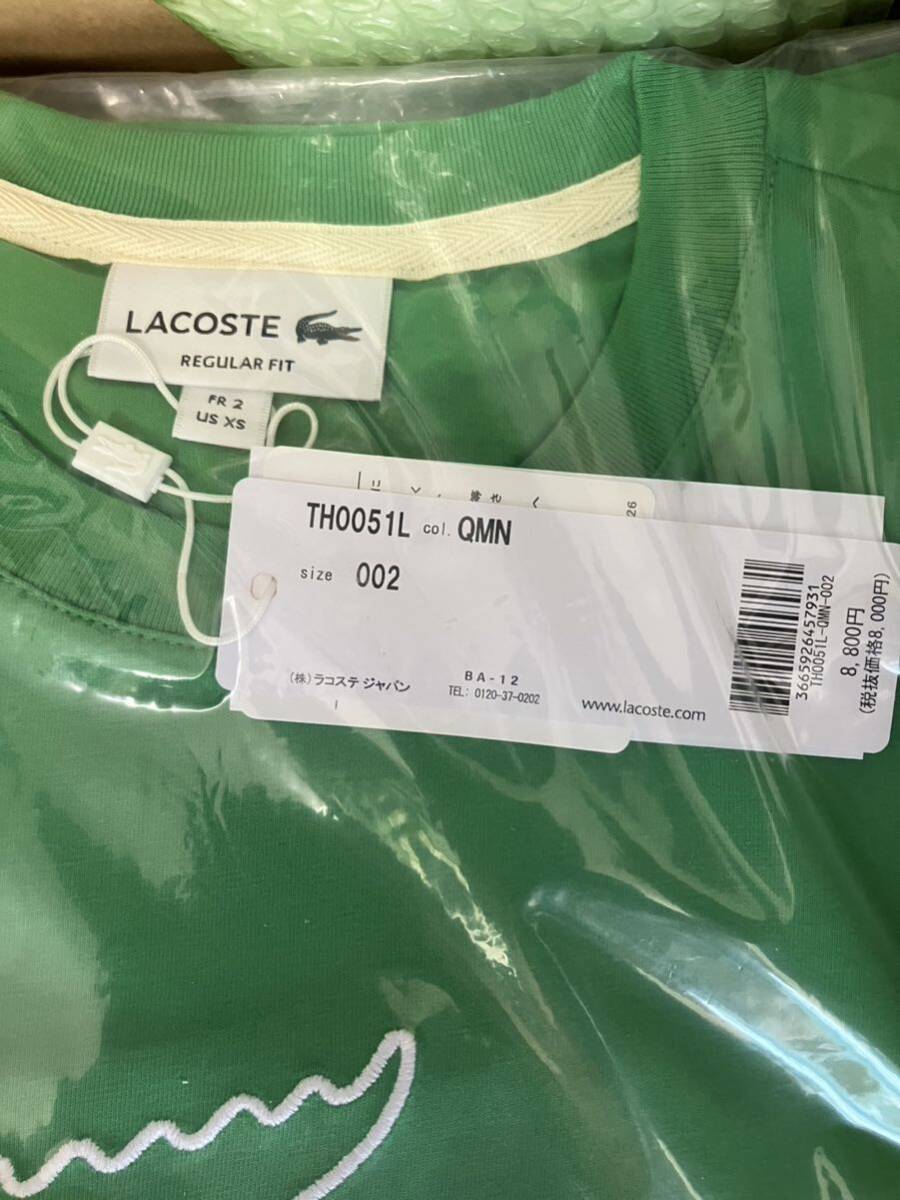 LACOSTE
REGULAR FIT
FR 2
US XS
26
TH0051L col. QMN
size 002
(株)ラコステ ジャパン
BA-12
TEL: 0120-37-0202
www.lacoste.com
3665926457931
TH0051L-QMN-002
8,800円
(税抜価格8,000円)